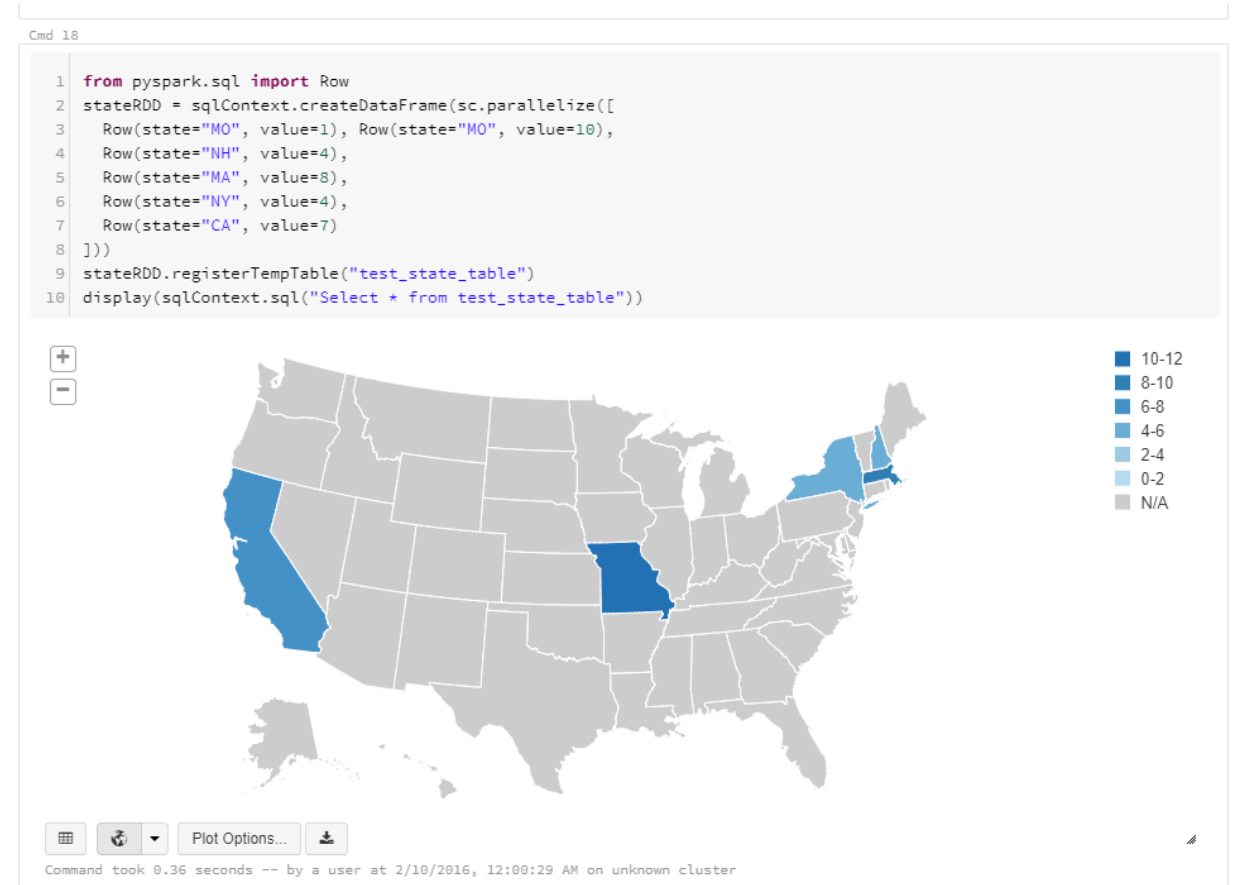 Cmd 18
1 from pyspark.sql import Row
2 stateRDD = sqlContext.createDataFrame(sc.parallelize([
3   Row(state="MO", value=1), Row(state="MO", value=10),
4   Row(state="NH", value=4),
5   Row(state="MA", value=8),
6   Row(state="NY", value=4),
7   Row(state="CA", value=7)
8 ]))
9 stateRDD.registerTempTable("test_state_table")
10 display(sqlContext.sql("Select * from test_state_table"))
+
−
10-12
8-10
6-8
4-6
2-4
0-2
N/A
Plot Options...
Command took 0.36 seconds -- by a user at 2/10/2016, 12:00:29 AM on unknown cluster